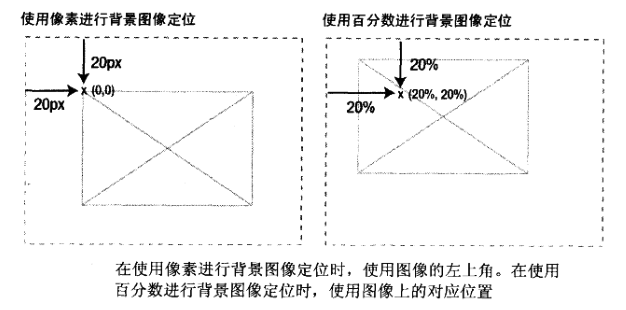 使用像素进行背景图像定位
使用百分数进行背景图像定位
20px
20px
(0,0)
20%
20%
(20%, 20%)
在使用像素进行背景图像定位时，使用图像的左上角。在使用
百分数进行背景图像定位时，使用图像上的对应位置